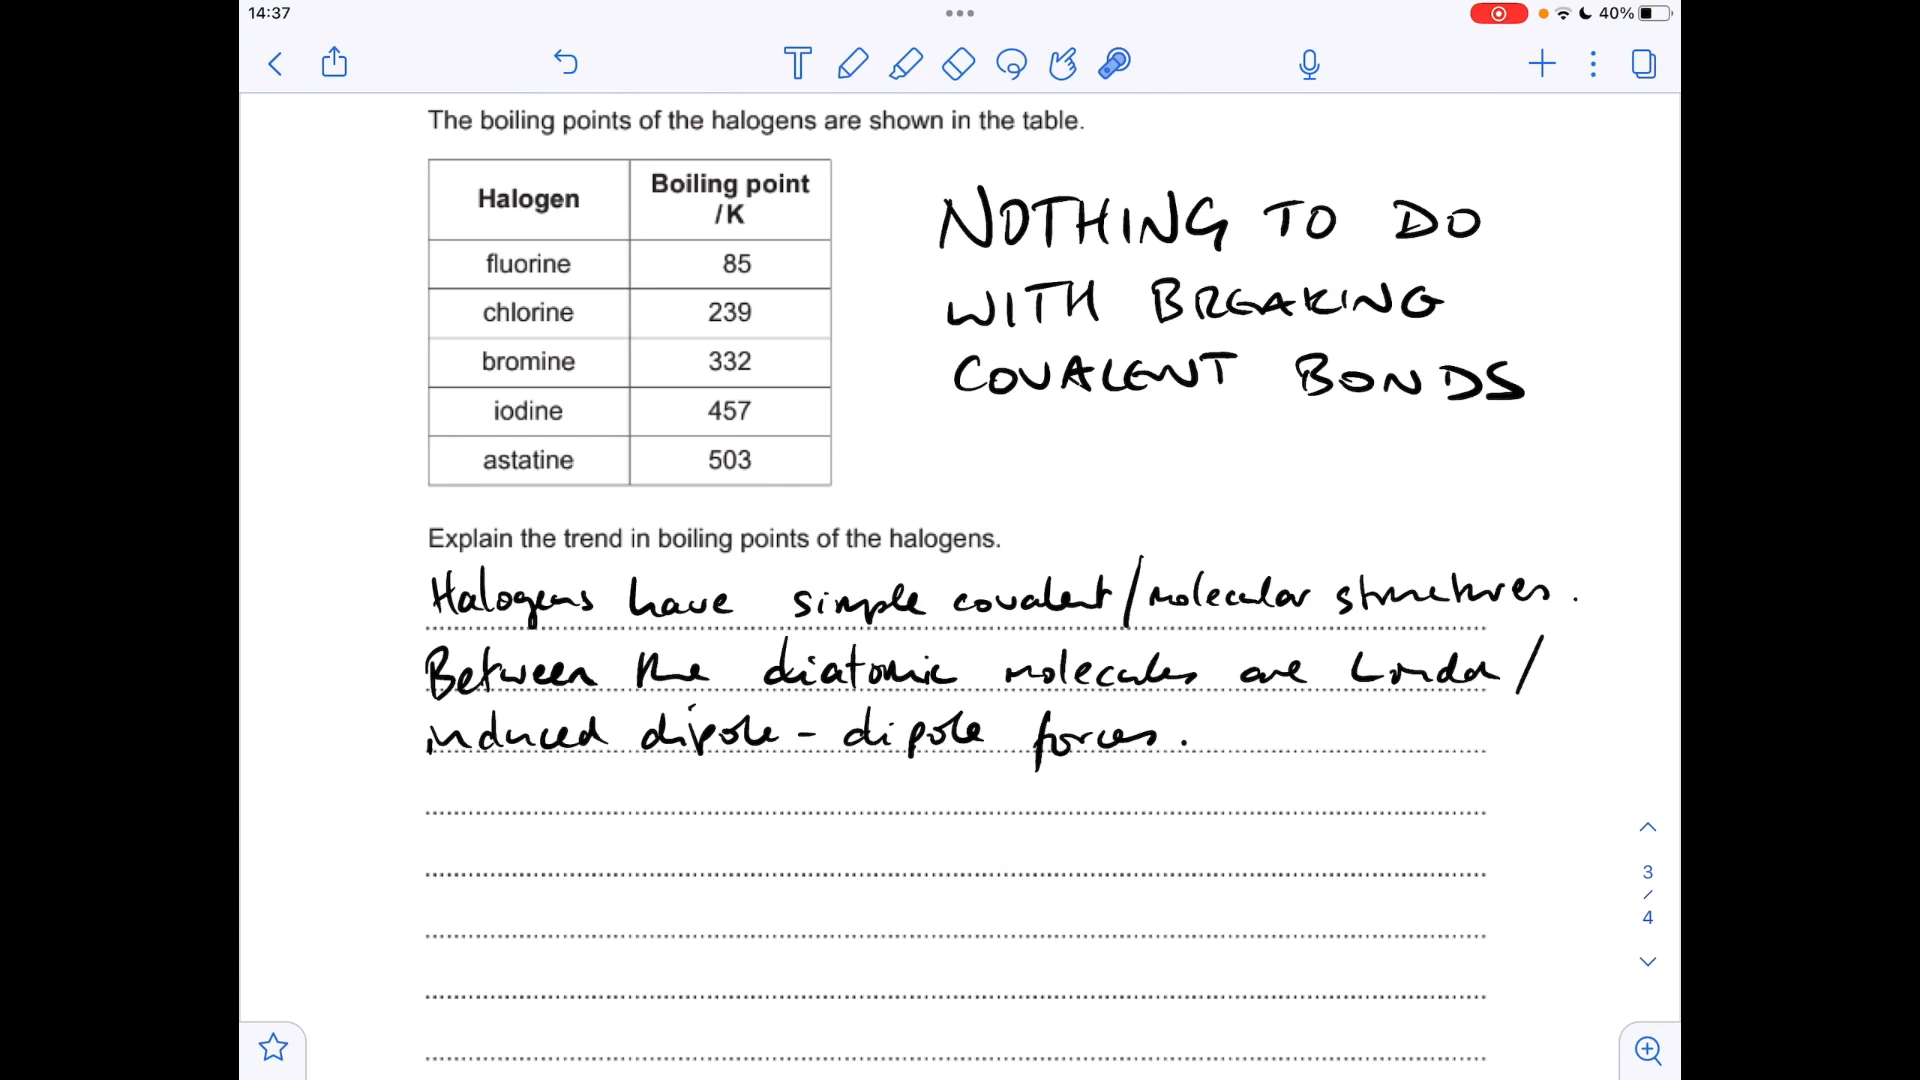 14:37
40%
The boiling points of the halogens are shown in the table.
Halogen Boiling point /K
fluorine 85
chlorine 239
bromine 332
iodine 457
astatine 503
NOTHING TO DO
WITH BREAKING
COVALENT BONDS
Explain the trend in boiling points of the halogens.
Halogens have simple covalent/molecular structures.
Between the diatomic molecules are London/
induced dipole-dipole forces.
3
/
4